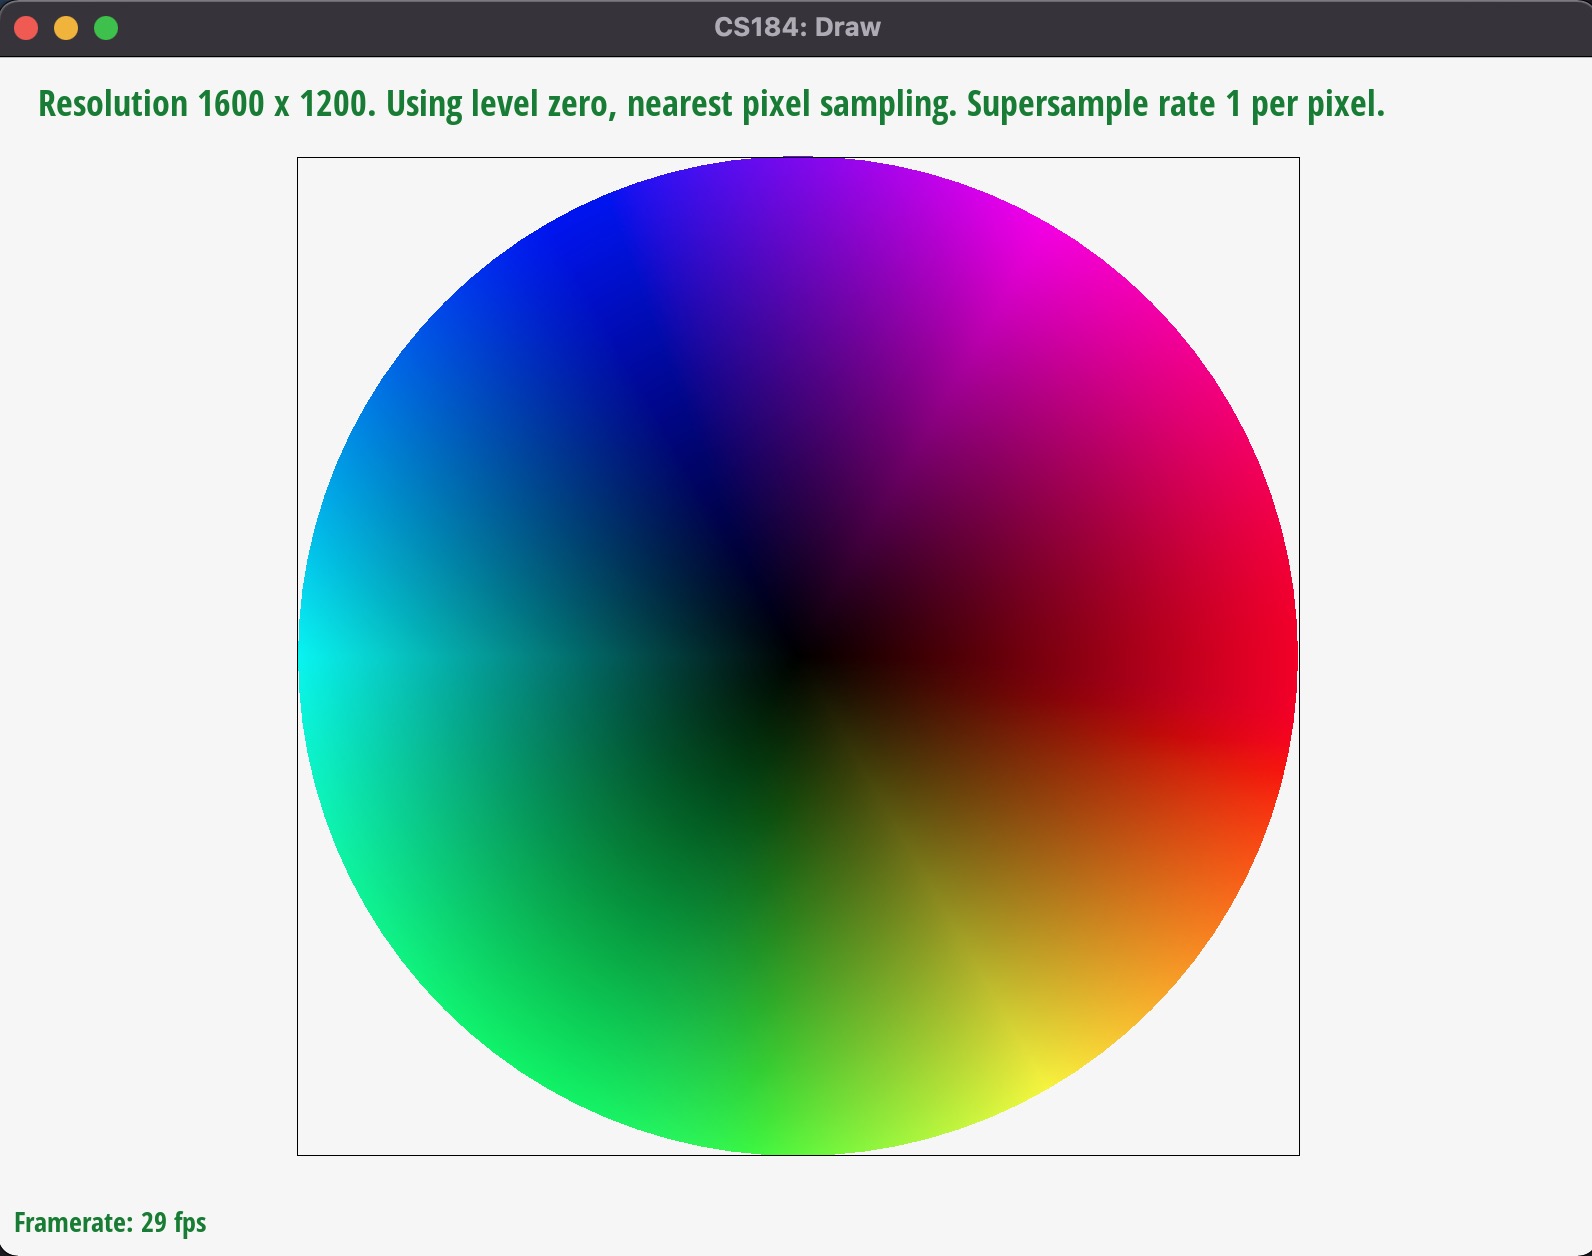 CS184: Draw
Resolution 1600 x 1200. Using level zero, nearest pixel sampling. Supersample rate 1 per pixel.
Framerate: 29 fps